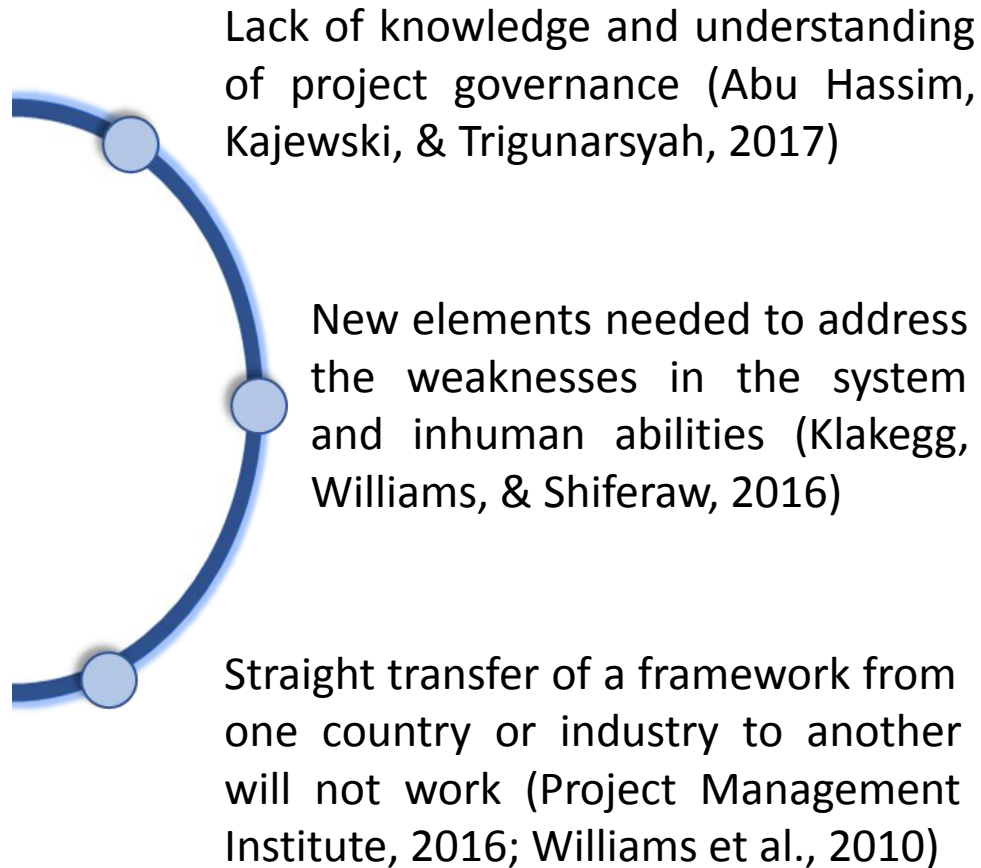 Lack of knowledge and understanding
of project governance (Abu Hassim,
Kajewski, & Trigunarsyah, 2017)
New elements needed to address
the weaknesses in the system
and inhuman abilities (Klakegg,
Williams, & Shiferaw, 2016)
Straight transfer of a framework from
one country or industry to another
will not work (Project Management
Institute, 2016; Williams et al., 2010)